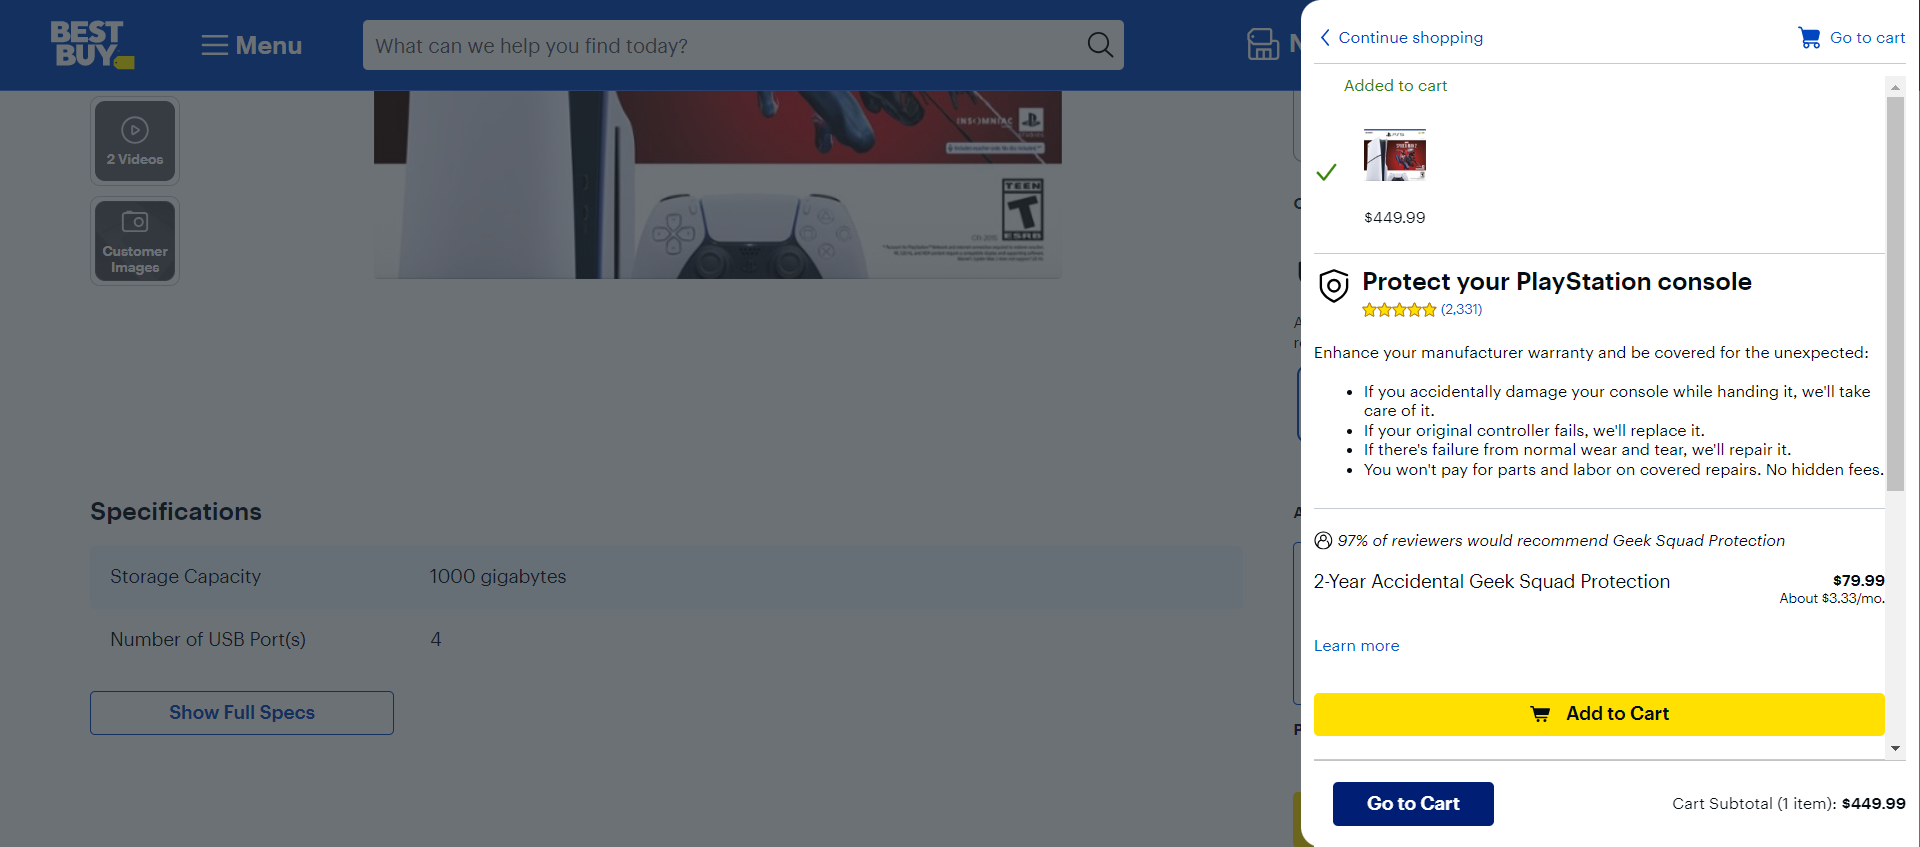 BEST
BUY
Menu
What can we help you find today?
2 Videos
Customer
Images
INSOMNIAC
TEEN
T
ESRB
Specifications
Storage Capacity 1000 gigabytes
Number of USB Port(s) 4
Show Full Specs
Continue shopping
Go to cart
Added to cart
$449.99
Protect your PlayStation console
(2,331)
Enhance your manufacturer warranty and be covered for the unexpected:
• If you accidentally damage your console while handing it, we'll take
care of it.
• If your original controller fails, we'll replace it.
• If there's failure from normal wear and tear, we'll repair it.
• You won't pay for parts and labor on covered repairs. No hidden fees.
97% of reviewers would recommend Geek Squad Protection
2-Year Accidental Geek Squad Protection $79.99
About $3.33/mo.
Learn more
Add to Cart
Go to Cart
Cart Subtotal (1 item): $449.99